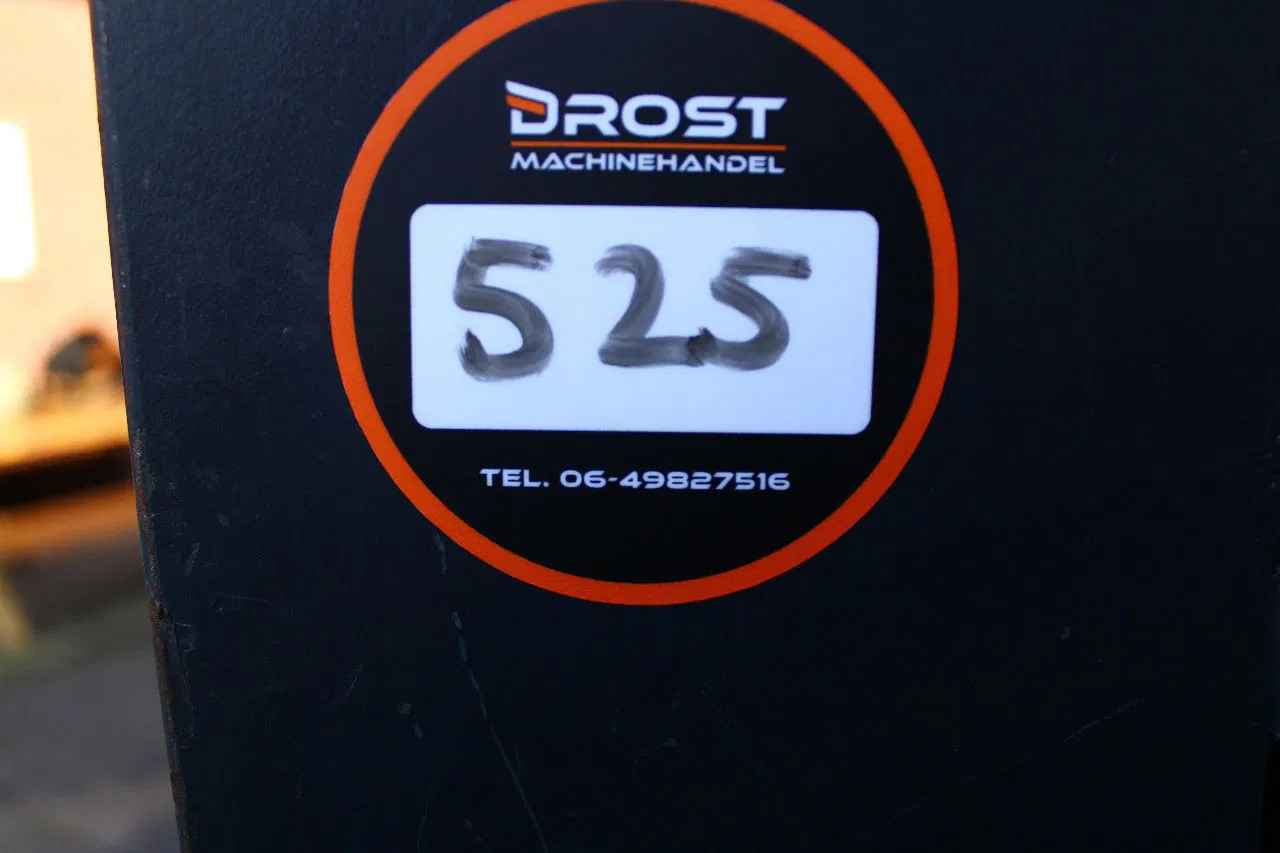 DROST
MACHINEHANDEL
525
TEL. 06-49827516